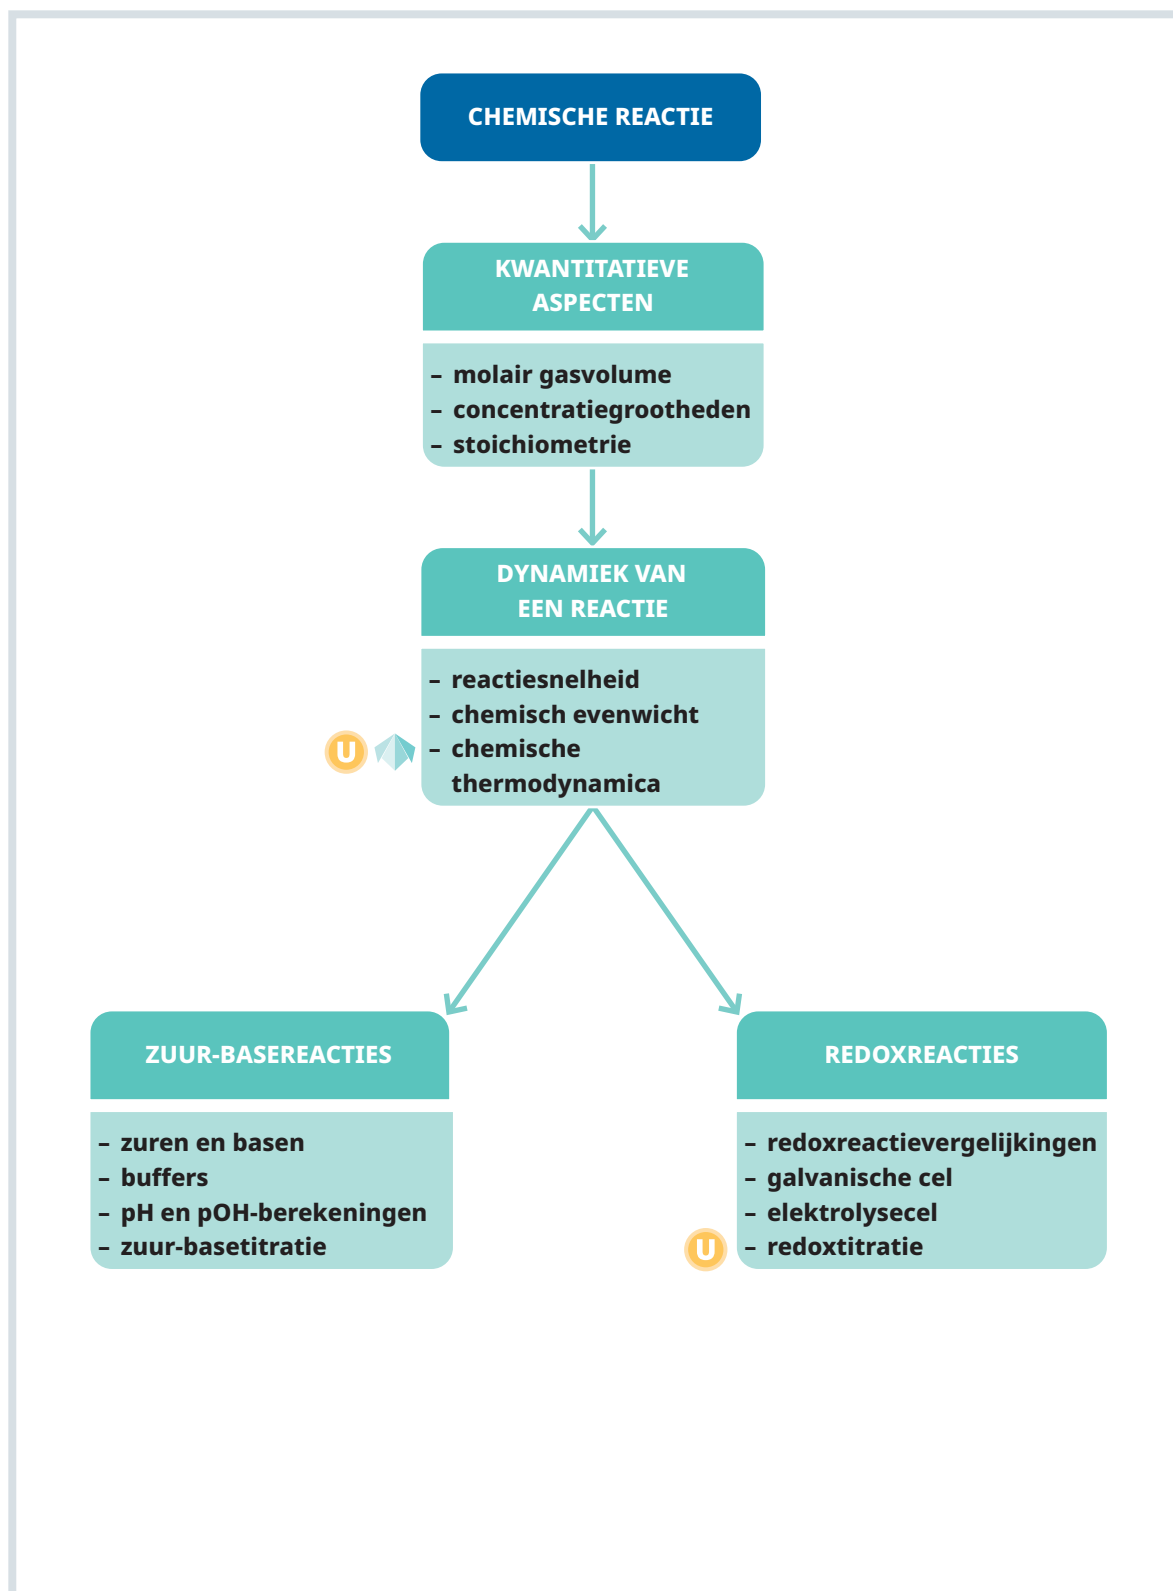 CHEMISCHE REACTIE
KWANTITATIEVE
ASPECTEN
– molair gasvolume
– concentratiegrootheden
– stoichiometrie
DYNAMIEK VAN
EEN REACTIE
– reactiesnelheid
– chemisch evenwicht
U – chemische
thermodynamica
ZUUR-BASEREACTIES
– zuren en basen
– buffers
– pH en pOH-berekeningen
– zuur-basetitratie
REDOXREACTIES
– redoxreactievergelijkingen
– galvanische cel
– elektrolysecel
U – redoxtitratie